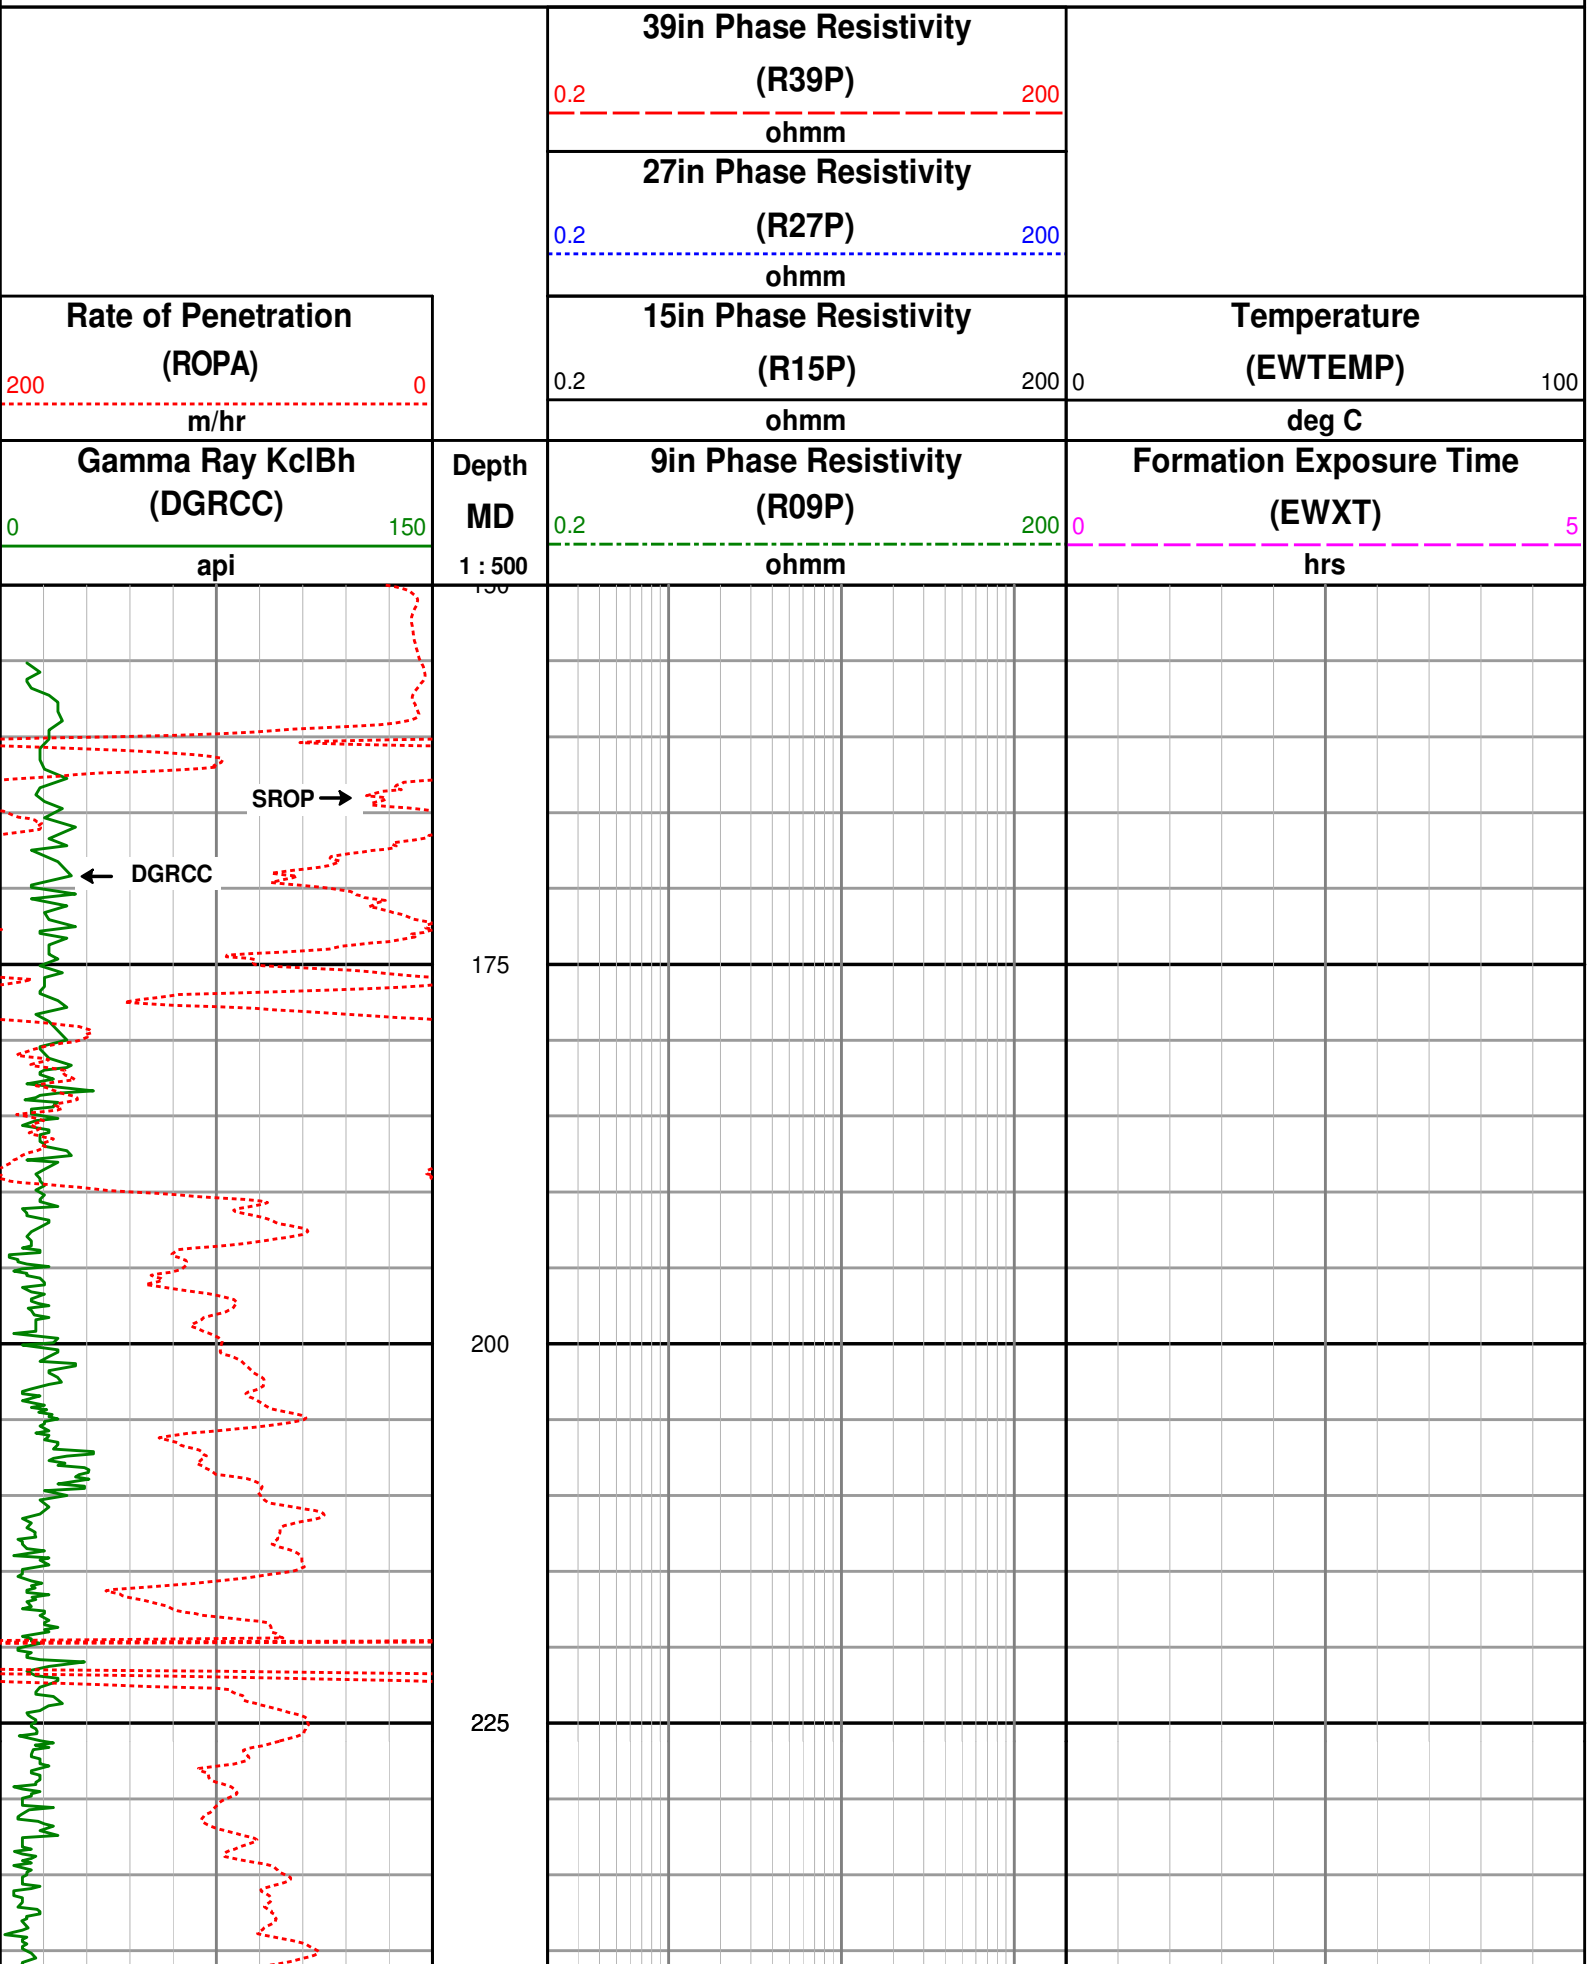 39in Phase Resistivity
(R39P)
0.2 200
ohmm
27in Phase Resistivity
(R27P)
0.2 200
ohmm
Rate of Penetration
(ROPA)
200 0
m/hr
15in Phase Resistivity
(R15P)
0.2 200
ohmm
Temperature
(EWTEMP)
0 100
deg C
Gamma Ray KclBh
(DGRCC)
0 150
api
Depth
MD
1 : 500
9in Phase Resistivity
(R09P)
0.2 200
ohmm
Formation Exposure Time
(EWXT)
0 5
hrs
150
SROP
DGRCC
175
200
225